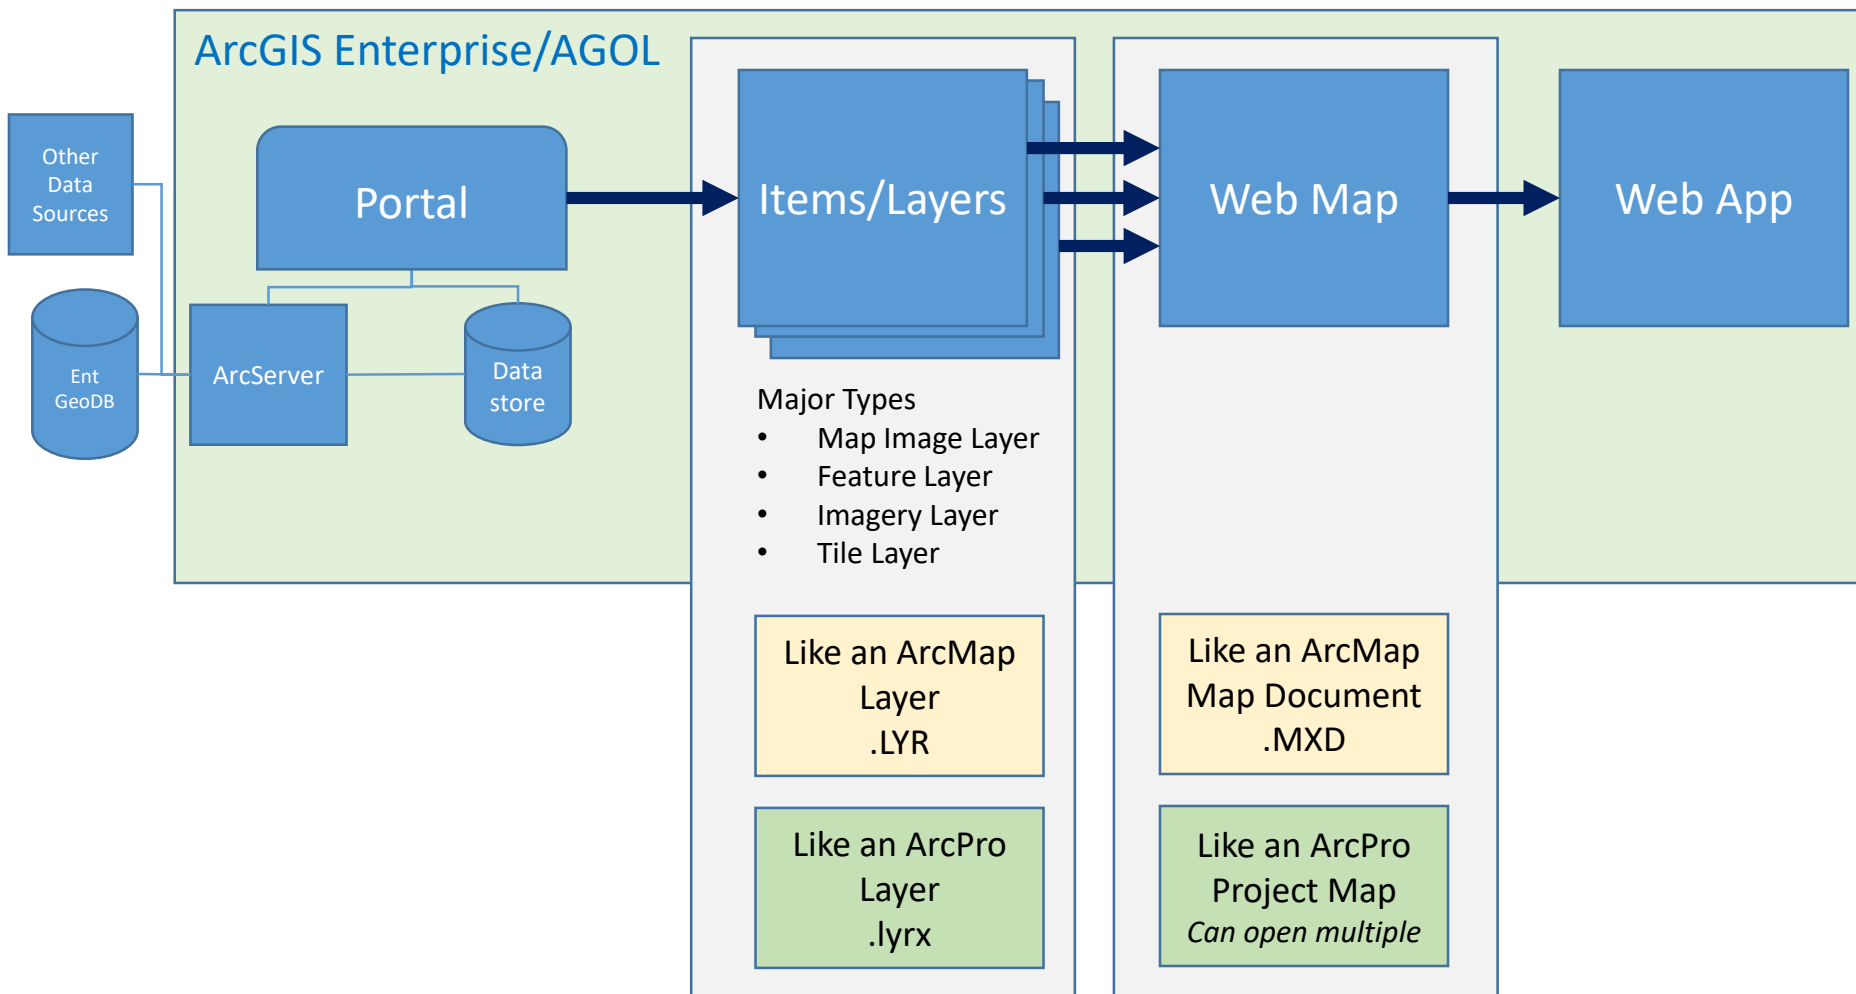 ArcGIS Enterprise/AGOL
Other
Data
Sources
Ent
GeoDB
Portal
ArcServer
Data
store
Items/Layers
Major Types
• Map Image Layer
• Feature Layer
• Imagery Layer
• Tile Layer
Like an ArcMap
Layer
.LYR
Like an ArcPro
Layer
.lyrx
Web Map
Like an ArcMap
Map Document
.MXD
Like an ArcPro
Project Map
Can open multiple
Web App